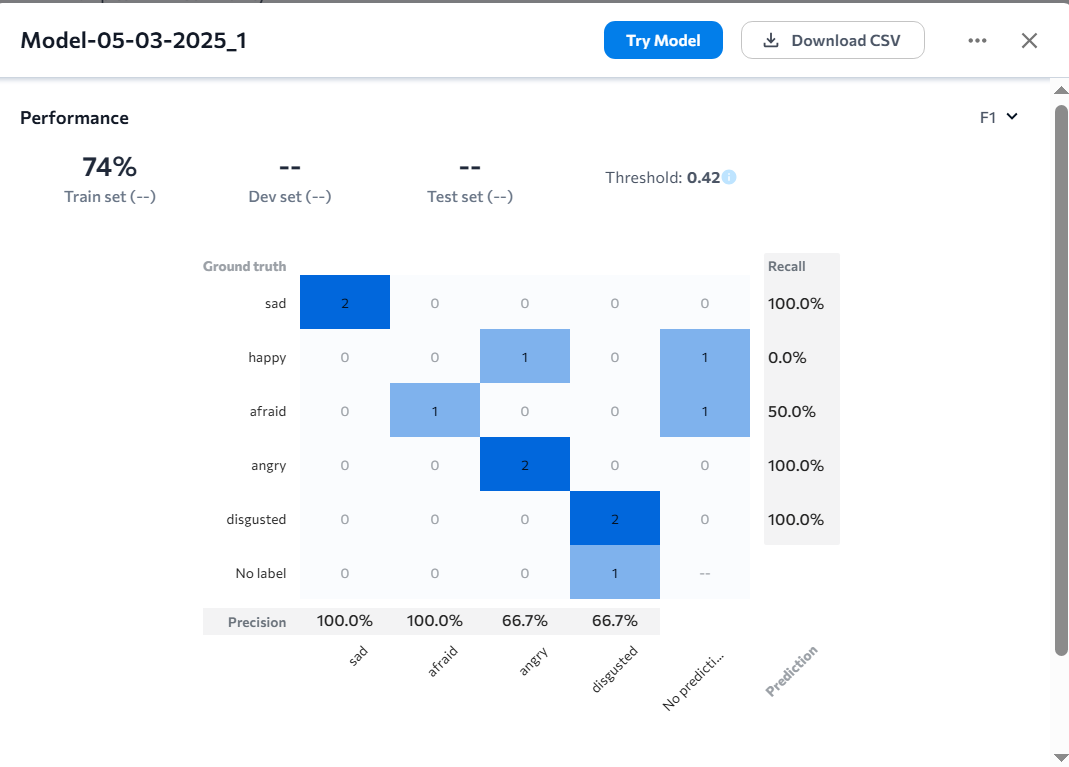 Model-05-03-2025_1
Try Model
Download CSV
Performance
F1
74%
--
--
Train set (--)
Dev set (--)
Test set (--)
Threshold: 0.42
Ground truth
Recall
sad 2 0 0 0 0 100.0%
happy 0 0 1 0 1 0.0%
afraid 0 1 0 0 1 50.0%
angry 0 0 2 0 0 100.0%
disgusted 0 0 0 2 0 100.0%
No label 0 0 0 1 --
Precision 100.0% 100.0% 66.7% 66.7%
sad
afraid
angry
disgusted
No predicti...
Prediction